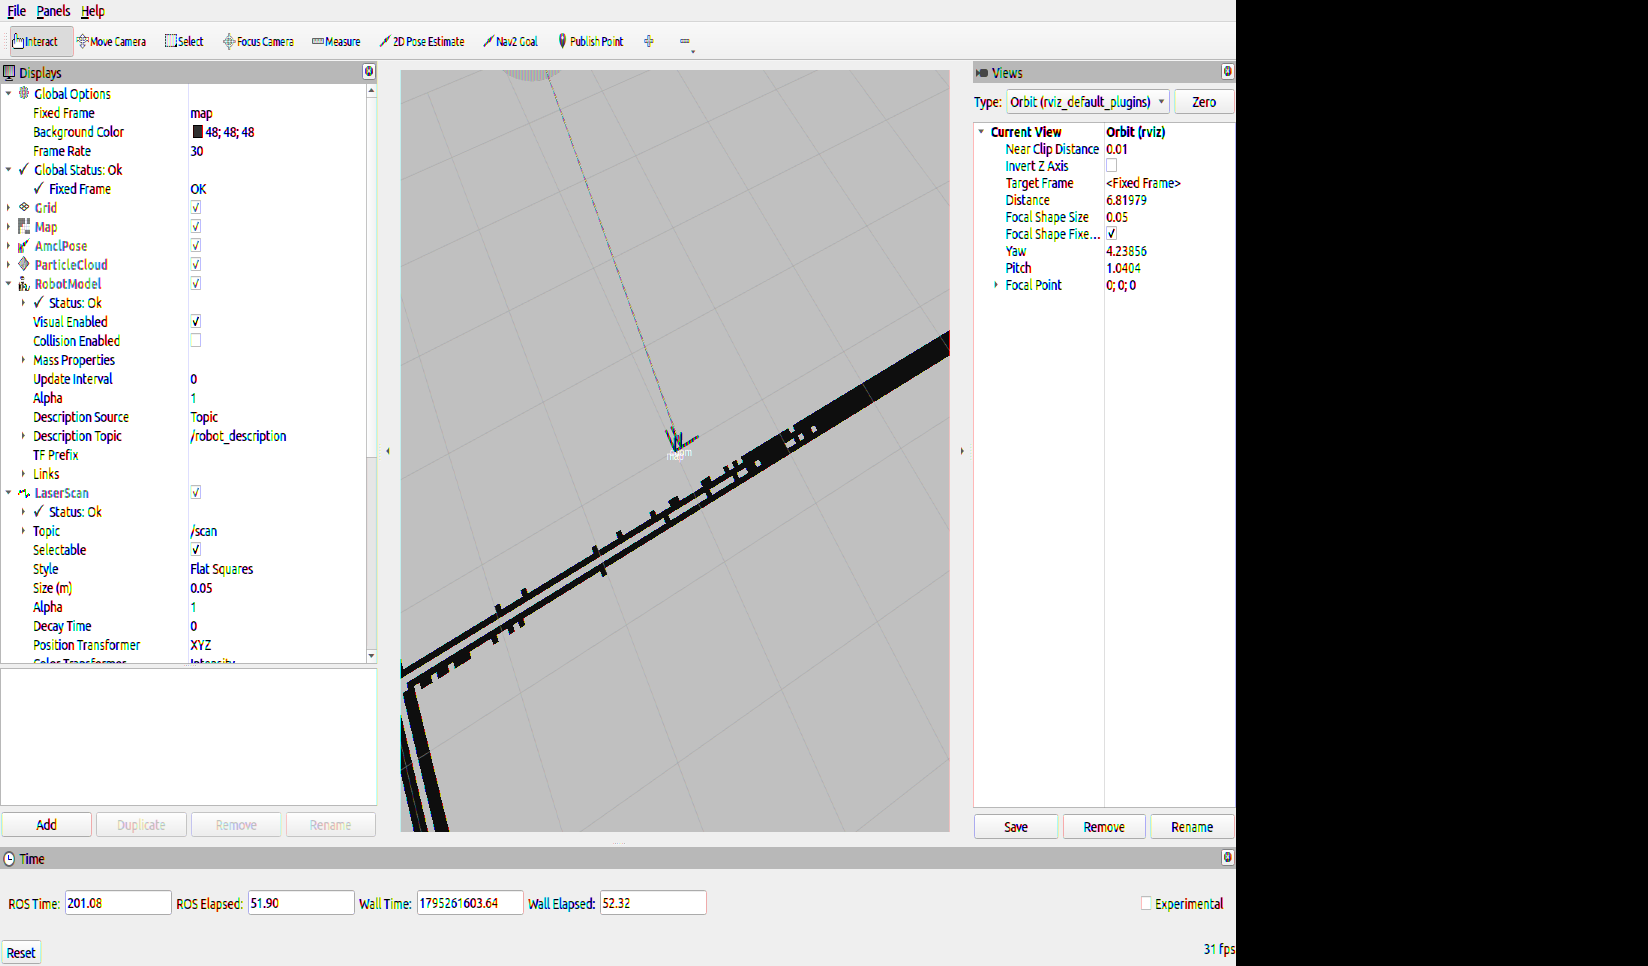 File Panels Help
Interact Move Camera Select Focus Camera Measure 2D Pose Estimate Nav2 Goal Publish Point
Displays
Global Options
Fixed Frame map
Background Color 48; 48; 48
Frame Rate 30
Global Status: Ok
Fixed Frame OK
Grid
Map
AmclPose
ParticleCloud
RobotModel
Status: Ok
Visual Enabled
Collision Enabled
Mass Properties
Update Interval 0
Alpha 1
Description Source Topic
Description Topic /robot_description
TF Prefix
Links
LaserScan
Status: Ok
Topic /scan
Selectable
Style Flat Squares
Size (m) 0.05
Alpha 1
Decay Time 0
Position Transformer XYZ
Color Transformer Intensity
Add Duplicate Remove Rename
map
Views
Type: Orbit (rviz_default_plugins) Zero
Current View Orbit (rviz)
Near Clip Distance 0.01
Invert Z Axis
Target Frame <Fixed Frame>
Distance 6.81979
Focal Shape Size 0.05
Focal Shape Fixe...
Yaw 4.23856
Pitch 1.0404
Focal Point 0; 0; 0
Save Remove Rename
Time
ROS Time: 201.08 ROS Elapsed: 51.90 Wall Time: 1795261603.64 Wall Elapsed: 52.32 Experimental
Reset 31 fps